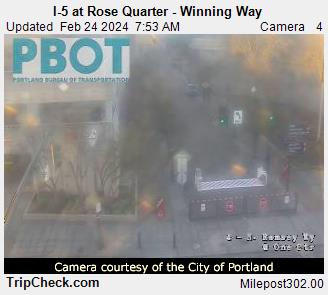 I-5 at Rose Quarter - Winning Way
Updated Feb 24 2024 7:53 AM Camera 4
PBOT
PORTLAND BUREAU OF TRANSPORTATION
Camera courtesy of the City of Portland
TripCheck.com Milepost302.00